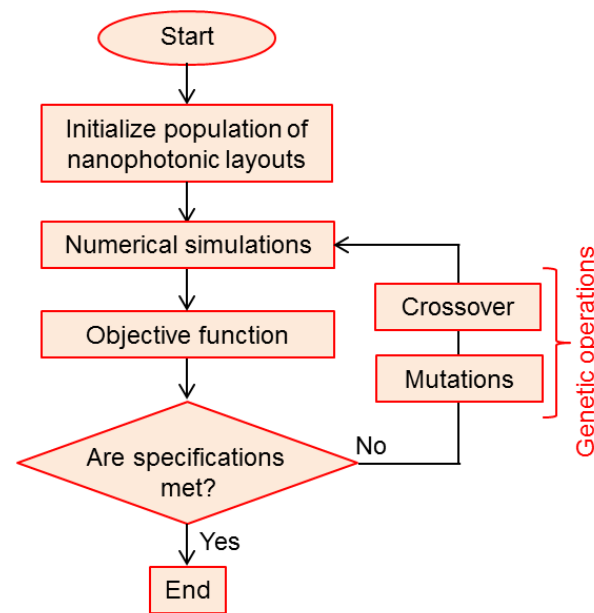 Start
Initialize population of
nanophotonic layouts
Numerical simulations
Objective function
Are specifications
met?
No
Yes
End
Crossover
Mutations
Genetic operations